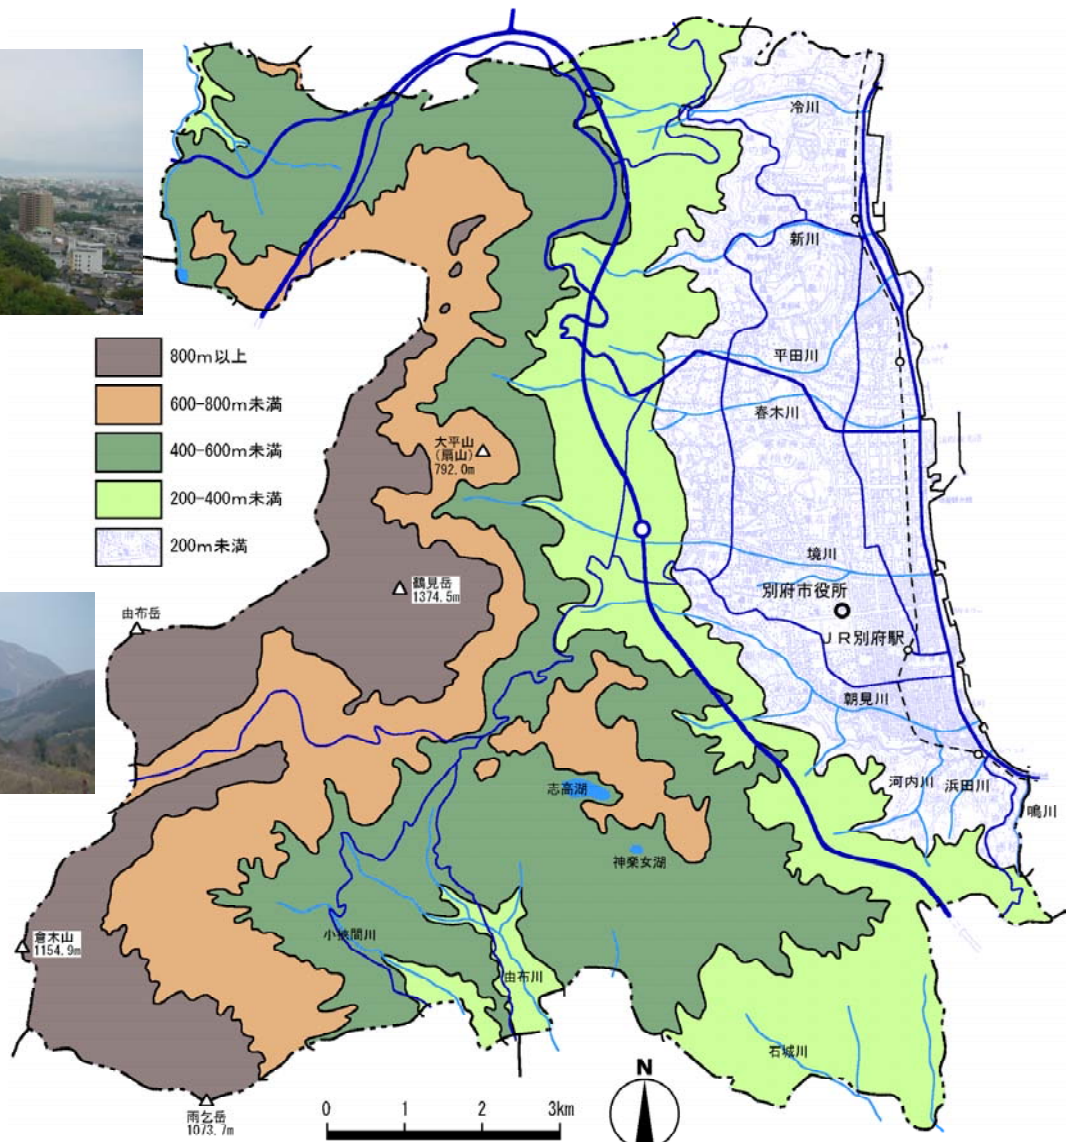 冷川
新川
平田川
春木川
800m以上
600-800m未満
400-600m未満
200-400m未満
200m未満
大平山
(扇山)
792.0m
鶴見岳
1374.5m
由布岳
境川
別府市役所
JR別府駅
朝見川
河内川
浜田川
鳴川
志高湖
神楽女湖
倉木山
1154.9m
小挾間川
由布川
石城川
雨乞岳
1073.7m
0 1 2 3km
N